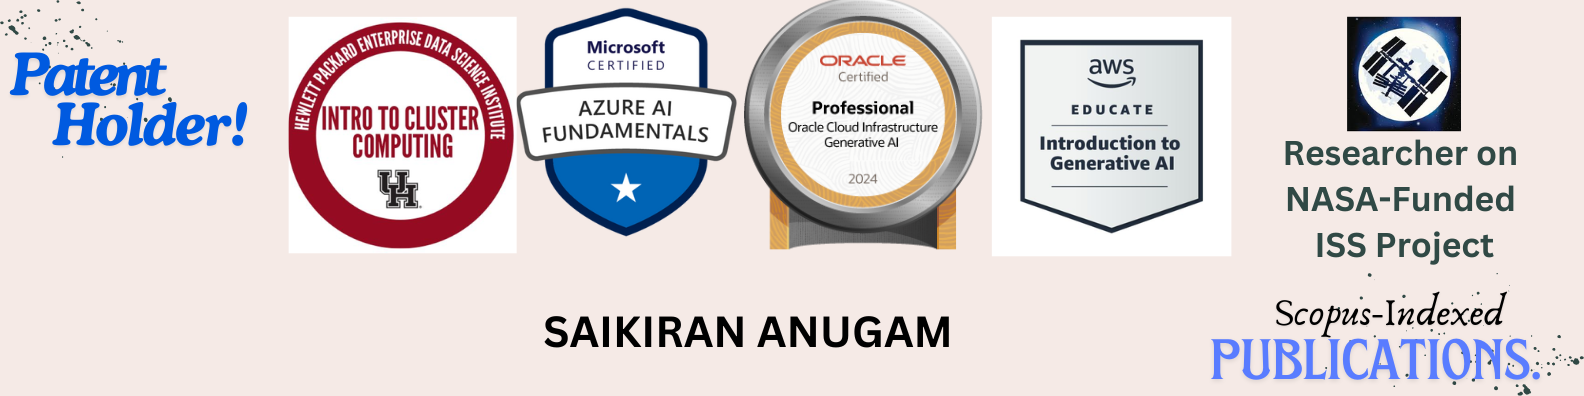 Patent
Holder!
HEWLETT PACKARD ENTERPRISE DATA SCIENCE INSTITUTE
INTRO TO CLUSTER
COMPUTING
UH
Microsoft
CERTIFIED
AZURE AI
FUNDAMENTALS
ORACLE
Certified
Professional
Oracle Cloud Infrastructure
Generative AI
2024
aws
EDUCATE
Introduction to
Generative AI
Researcher on
NASA-Funded
ISS Project
SAIKIRAN ANUGAM
Scopus-Indexed
PUBLICATIONS.